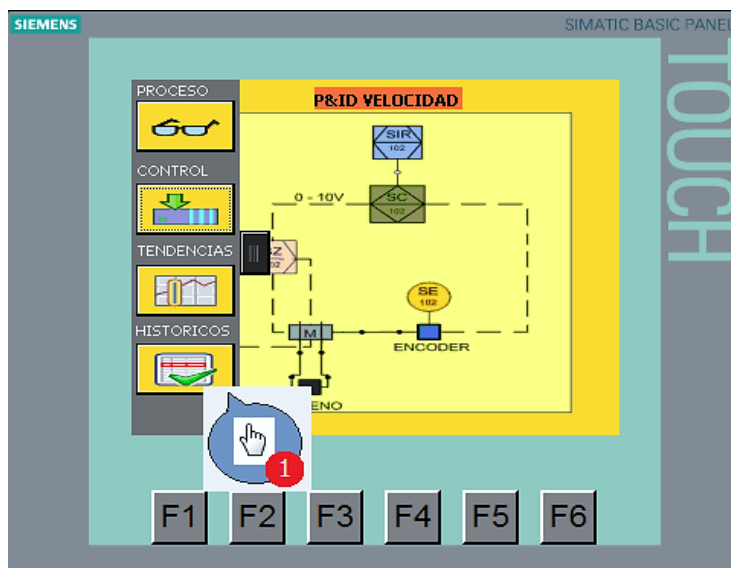 SIEMENS
SIMATIC BASIC PANEL
TOUCH
PROCESO
P&ID VELOCIDAD
SIR
102
CONTROL
0 - 10V
SC
102
TENDENCIAS
SE
102
HISTORICOS
M
ENCODER
1
F1 F2 F3 F4 F5 F6